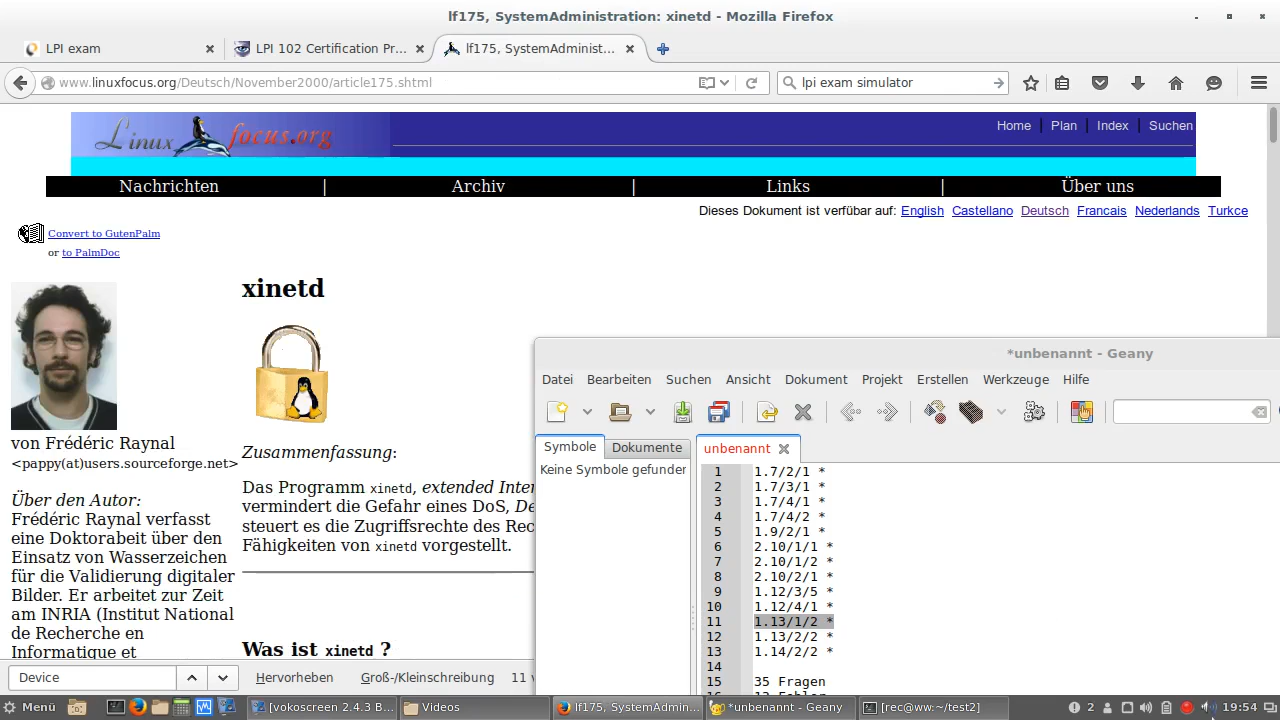 lf175, SystemAdministration: xinetd - Mozilla Firefox
LPI exam
LPI 102 Certification Pr...
lf175, SystemAdminist...
www.linuxfocus.org/Deutsch/November2000/article175.shtml
lpi exam simulator
Linux focus.org
Home | Plan | Index | Suchen
Nachrichten | Archiv | Links | Über uns
Dieses Dokument ist verfübar auf: English Castellano Deutsch Francais Nederlands Turkce
Convert to GutenPalm
or to PalmDoc
xinetd
von Frédéric Raynal
<pappy(at)users.sourceforge.net>
Über den Autor:
Frédéric Raynal verfasst
eine Doktorabeit über den
Einsatz von Wasserzeichen
für die Validierung digitaler
Bilder. Er arbeitet zur Zeit
am INRIA (Institut National
de Recherche en
Informatique et
Zusammenfassung:
Das Programm xinetd, extended Inter
vermindert die Gefahr eines DoS, De
steuert es die Zugriffsrechte des Rec
Fähigkeiten von xinetd vorgestellt.
Was ist xinetd ?
*unbenannt - Geany
Datei Bearbeiten Suchen Ansicht Dokument Projekt Erstellen Werkzeuge Hilfe
Symbole Dokumente
Keine Symbole gefunden
unbenannt
1 1.7/2/1 *
2 1.7/3/1 *
3 1.7/4/1 *
4 1.7/4/2 *
5 1.9/2/1 *
6 2.10/1/1 *
7 2.10/1/2 *
8 2.10/2/1 *
9 1.12/3/5 *
10 1.12/4/1 *
11 1.13/1/2 *
12 1.13/2/2 *
13 1.14/2/2 *
14
15 35 Fragen
16 12 Fehler
Device
Hervorheben
Groß-/Kleinschreibung
11 v
Menü
[vokoscreen 2.4.3 B...
Videos
lf175, SystemAdmin...
*unbenannt - Geany
[rec@ww:~/test2]
2
19:54